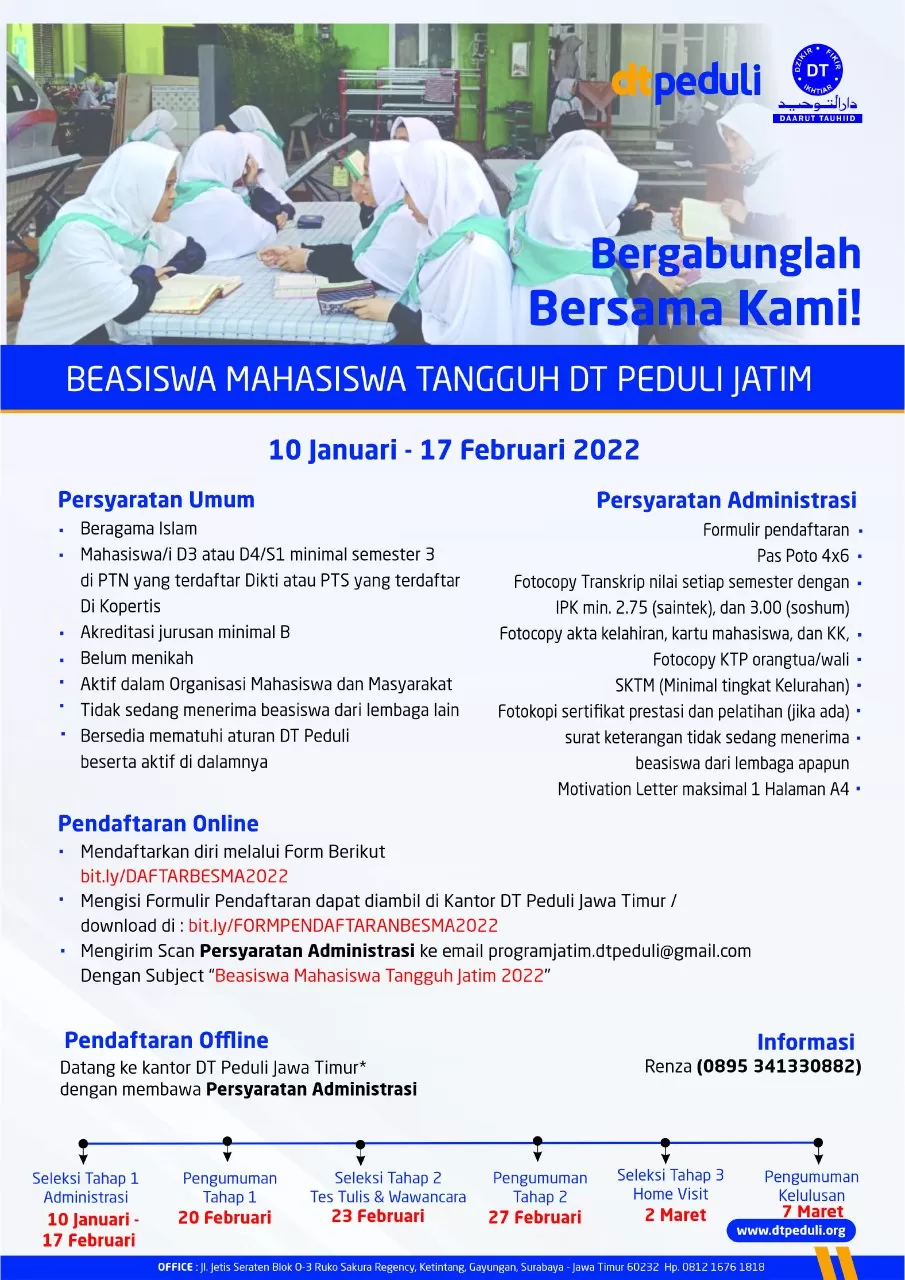 dtpeduli
DZIKIR • FIKIR
DT
IKHTIAR
دارالتوحيد
DAARUT TAUHIID
Bergabunglah
Bersama Kami!
BEASISWA MAHASISWA TANGGUH DT PEDULI JATIM
10 Januari - 17 Februari 2022
Persyaratan Umum
• Beragama Islam
• Mahasiswa/i D3 atau D4/S1 minimal semester 3
di PTN yang terdaftar Dikti atau PTS yang terdaftar
Di Kopertis
• Akreditasi jurusan minimal B
• Belum menikah
• Aktif dalam Organisasi Mahasiswa dan Masyarakat
• Tidak sedang menerima beasiswa dari lembaga lain
• Bersedia mematuhi aturan DT Peduli
beserta aktif di dalamnya
Persyaratan Administrasi
Formulir pendaftaran •
Pas Poto 4x6 •
Fotocopy Transkrip nilai setiap semester dengan •
IPK min. 2.75 (saintek), dan 3.00 (soshum)
Fotocopy akta kelahiran, kartu mahasiswa, dan KK, •
Fotocopy KTP orangtua/wali •
SKTM (Minimal tingkat Kelurahan) •
Fotokopi sertifikat prestasi dan pelatihan (jika ada) •
surat keterangan tidak sedang menerima •
beasiswa dari lembaga apapun
Motivation Letter maksimal 1 Halaman A4 •
Pendaftaran Online
• Mendaftarkan diri melalui Form Berikut
bit.ly/DAFTARBESMA2022
• Mengisi Formulir Pendaftaran dapat diambil di Kantor DT Peduli Jawa Timur /
download di : bit.ly/FORMPENDAFTARANBESMA2022
• Mengirim Scan Persyaratan Administrasi ke email programjatim.dtpeduli@gmail.com
Dengan Subject "Beasiswa Mahasiswa Tangguh Jatim 2022"
Pendaftaran Offline
Datang ke kantor DT Peduli Jawa Timur*
dengan membawa Persyaratan Administrasi
Informasi
Renza (0895 341330882)
Seleksi Tahap 1
Administrasi
10 Januari -
17 Februari
Pengumuman
Tahap 1
20 Februari
Seleksi Tahap 2
Tes Tulis & Wawancara
23 Februari
Pengumuman
Tahap 2
27 Februari
Seleksi Tahap 3
Home Visit
2 Maret
Pengumuman
Kelulusan
7 Maret
www.dtpeduli.org
OFFICE : Jl. Jetis Seraten Blok O-3 Ruko Sakura Regency, Ketintang, Gayungan, Surabaya - Jawa Timur 60232 Hp. 0812 1676 1818